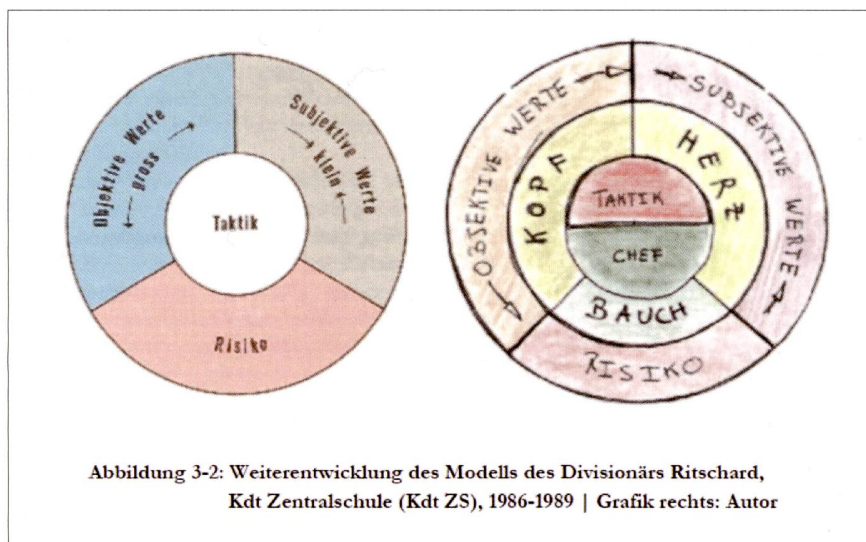 Objektive Werte
gross
Subjektive Werte
klein
Taktik
Risiko
OBJEKTIVE WERTE
SUBJEKTIVE WERTE
KOPF
HERZ
TAKTIK
CHEF
BAUCH
RISIKO
Abbildung 3-2: Weiterentwicklung des Modells des Divisionärs Ritschard,
Kdt Zentralschule (Kdt ZS), 1986-1989 | Grafik rechts: Autor